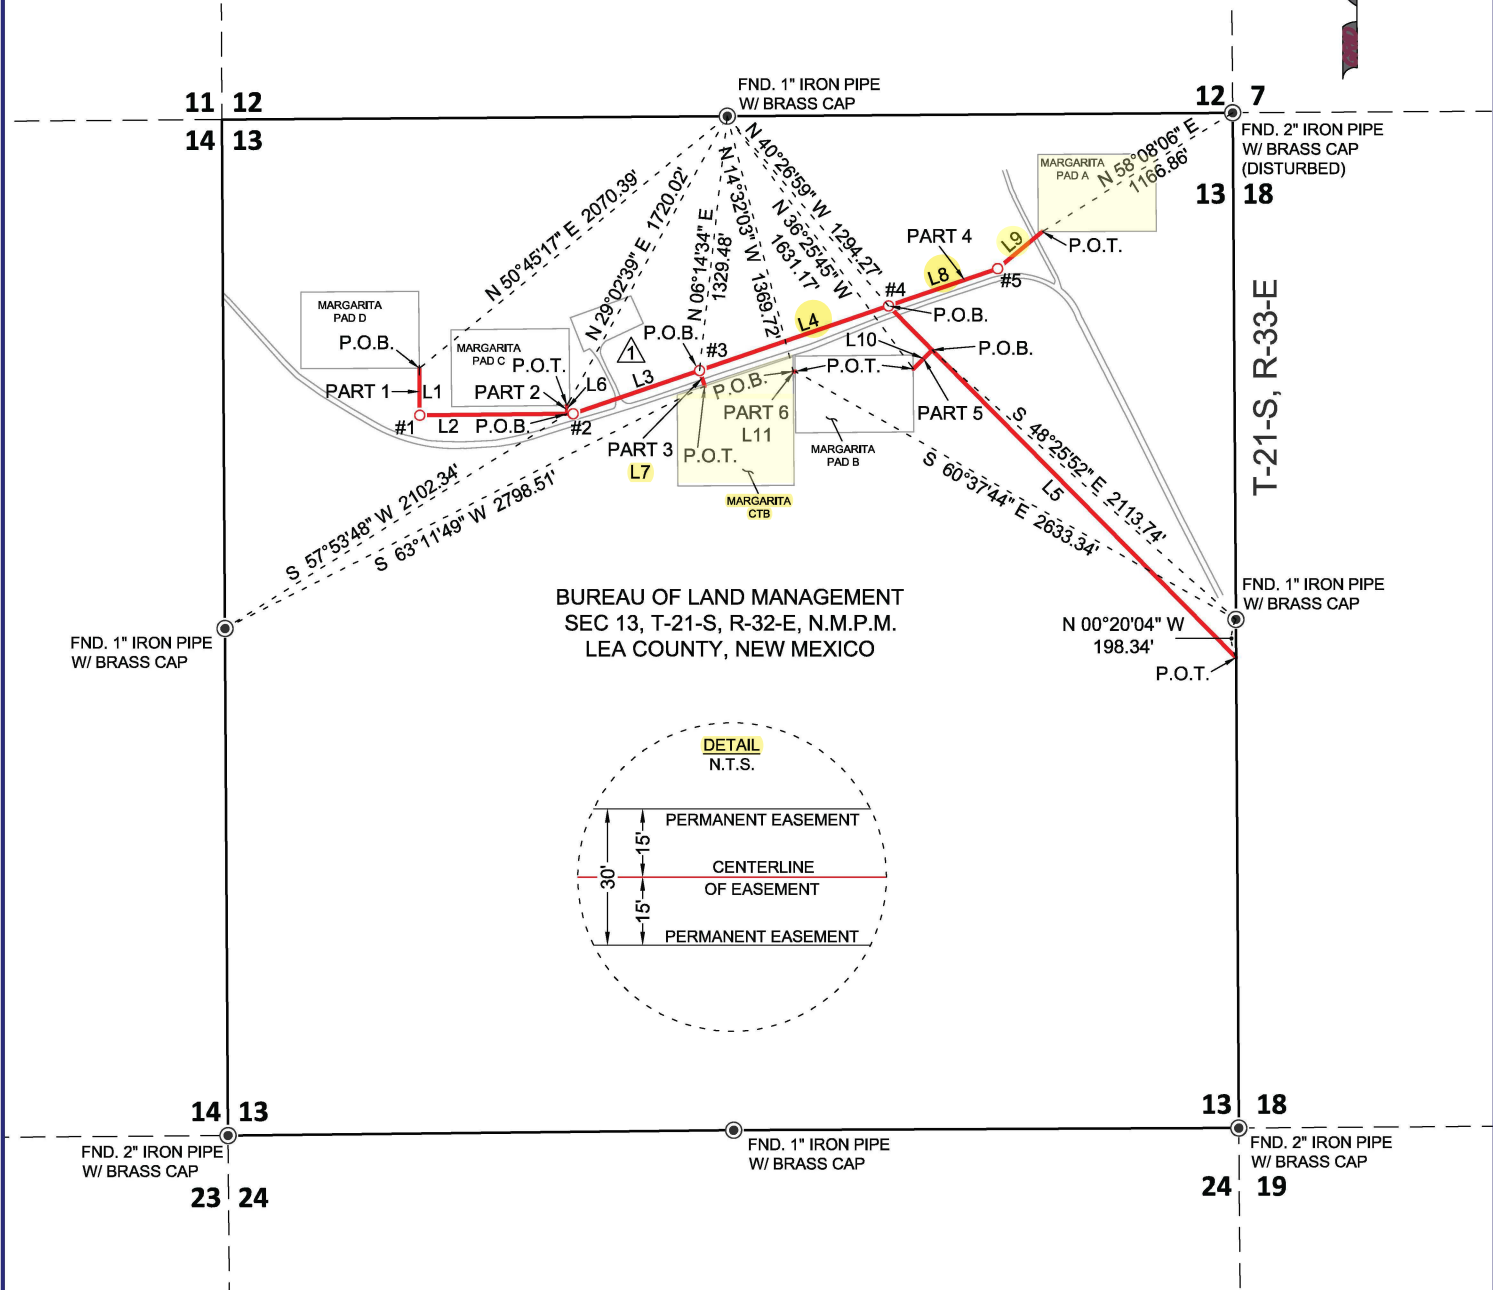 FND. 1" IRON PIPE
W/ BRASS CAP
11 12
14 13
12 7
13 18
FND. 2" IRON PIPE
W/ BRASS CAP
(DISTURBED)
N 58°08'06" E
1166.86'
MARGARITA
PAD A
N 50°45'17" E 2070.39'
N 29°02'39" E 1720.02'
N 06°14'34" E
1329.48'
N 14°32'03" W 1369.72'
N 40°26'59" W 1294.27'
N 36°25'45" W
1631.17'
PART 4
L9
P.O.T.
L8
#5
#4
P.O.B.
T-21-S, R-33-E
MARGARITA
PAD D
P.O.B.
MARGARITA
PAD C
P.O.T.
P.O.B.
1
#3
L4
L10
P.O.B.
PART 1
L1
PART 2
L6
L3
P.O.B.
P.O.T.
#1
L2
P.O.B.
#2
PART 6
L11
PART 5
PART 3
L7
P.O.T.
MARGARITA
PAD B
MARGARITA
CTB
S 57°53'48" W 2102.34'
S 63°11'49" W 2798.51'
S 48°25'52" E 2113.74'
L5
S 60°37'44" E 2633.34'
FND. 1" IRON PIPE
W/ BRASS CAP
BUREAU OF LAND MANAGEMENT
SEC 13, T-21-S, R-32-E, N.M.P.M.
LEA COUNTY, NEW MEXICO
N 00°20'04" W
198.34'
P.O.T.
FND. 1" IRON PIPE
W/ BRASS CAP
DETAIL
N.T.S.
PERMANENT EASEMENT
15'
CENTERLINE
30'
OF EASEMENT
15'
PERMANENT EASEMENT
14 13
13 18
FND. 2" IRON PIPE
W/ BRASS CAP
FND. 1" IRON PIPE
W/ BRASS CAP
FND. 2" IRON PIPE
W/ BRASS CAP
23 24
24 19